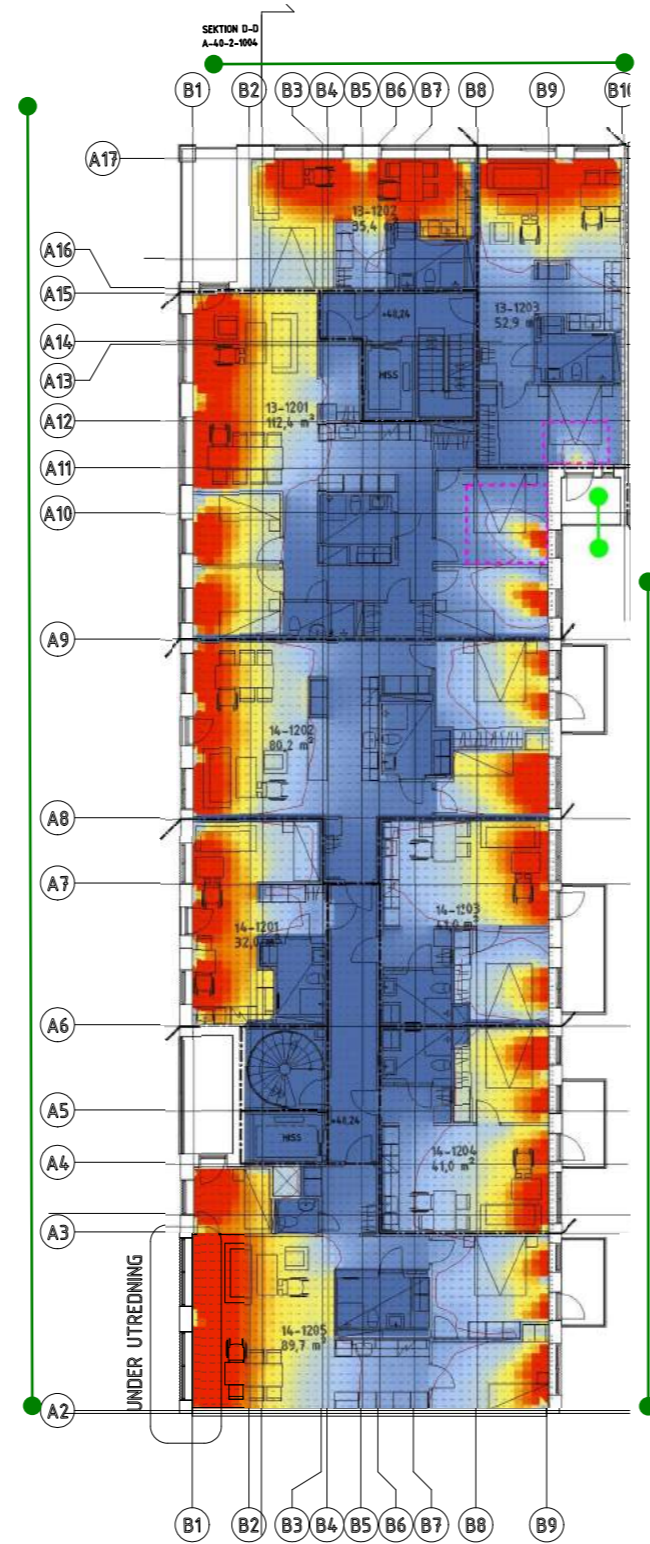 SEKTION D-D
A-40-2-1004
B1 B2 B3 B4 B5 B6 B7 B8 B9
A17
13-1202
35,4 m²
A16
A15
+40,24
13-1203
52,9 m
A14
HISS
A13
13-1201
112,4 m²
A12
A11
A10
A9
14-1202
80,2 m²
A8
A7
14-1201
14-1203
41,0 m²
A6
A5
HISS
+40,24
A4
14-1204
41,0 m²
A3
UNDER UTREDNING
14-1205
89,7 m²
A2
B1 B2 B3 B4 B5 B6 B7 B8 B9